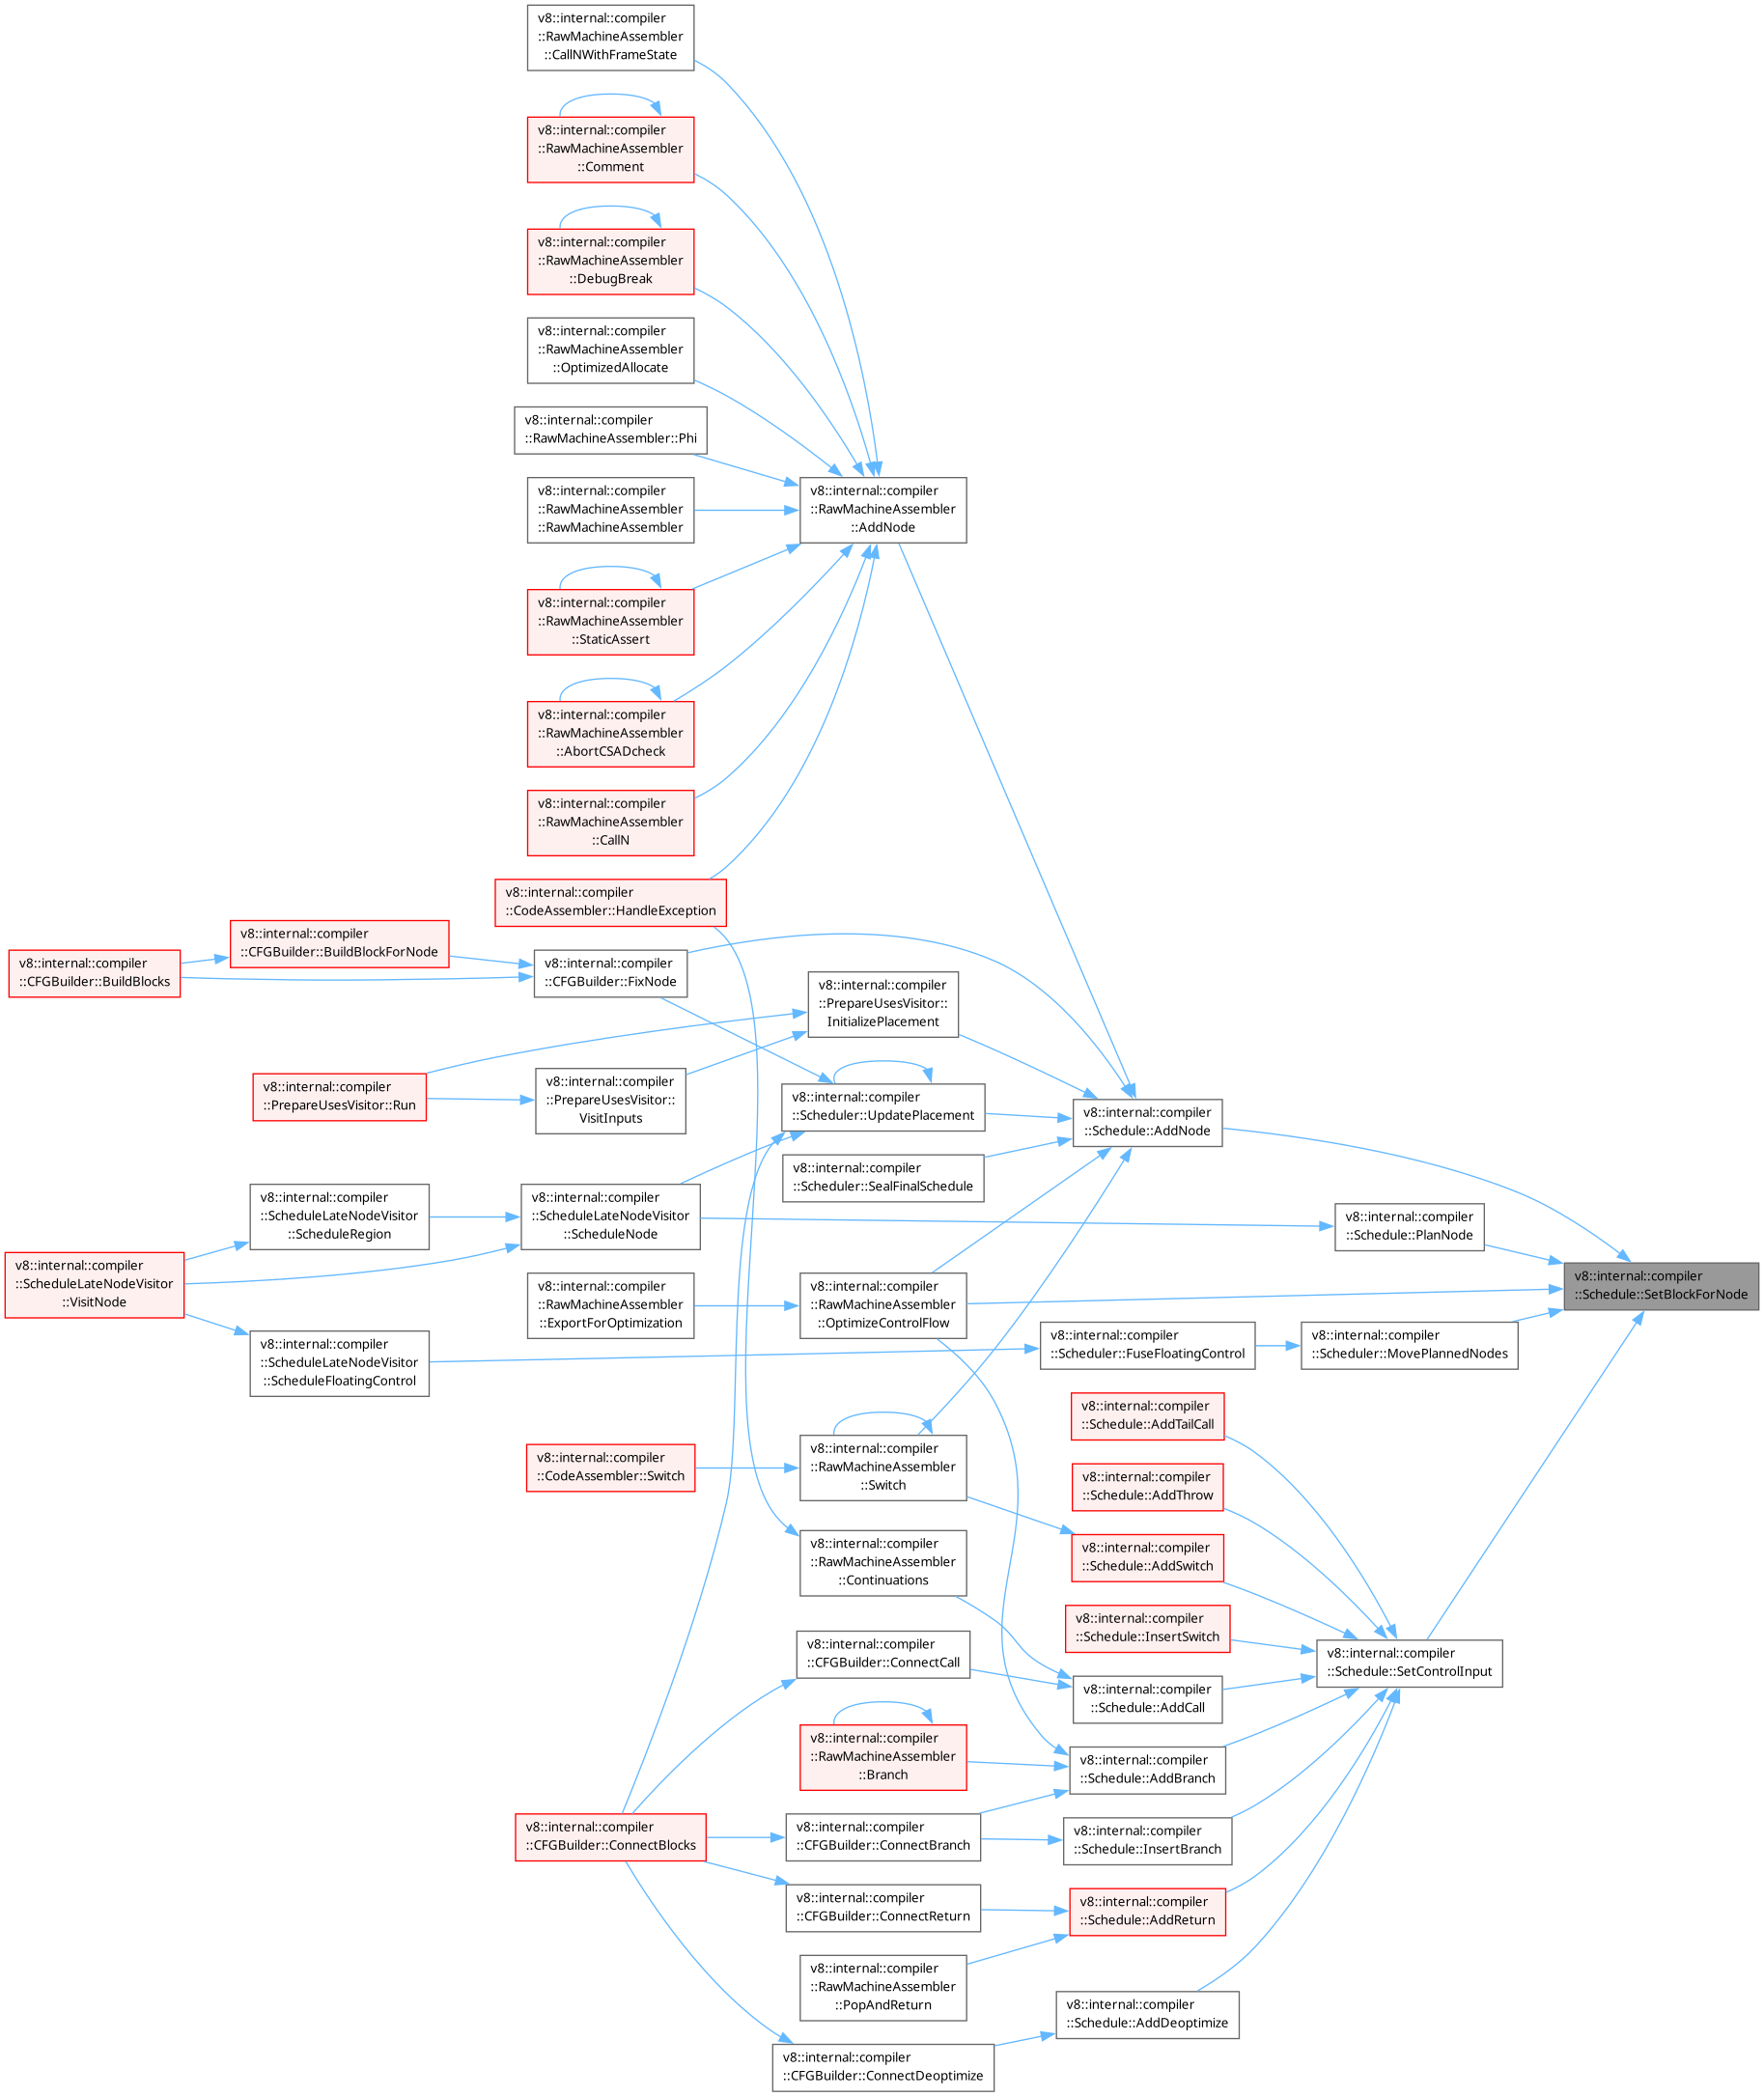 v8::internal::compiler
::RawMachineAssembler
::CallNWithFrameState
v8::internal::compiler
::RawMachineAssembler
::Comment
v8::internal::compiler
::RawMachineAssembler
::DebugBreak
v8::internal::compiler
::RawMachineAssembler
::OptimizedAllocate
v8::internal::compiler
::RawMachineAssembler::Phi
v8::internal::compiler
::RawMachineAssembler
::RawMachineAssembler
v8::internal::compiler
::RawMachineAssembler
::AddNode
v8::internal::compiler
::RawMachineAssembler
::StaticAssert
v8::internal::compiler
::RawMachineAssembler
::AbortCSADcheck
v8::internal::compiler
::RawMachineAssembler
::CallN
v8::internal::compiler
::CodeAssembler::HandleException
v8::internal::compiler
::CFGBuilder::BuildBlockForNode
v8::internal::compiler
::CFGBuilder::BuildBlocks
v8::internal::compiler
::CFGBuilder::FixNode
v8::internal::compiler
::PrepareUsesVisitor::
InitializePlacement
v8::internal::compiler
::PrepareUsesVisitor::Run
v8::internal::compiler
::PrepareUsesVisitor::
VisitInputs
v8::internal::compiler
::Scheduler::UpdatePlacement
v8::internal::compiler
::Schedule::AddNode
v8::internal::compiler
::Scheduler::SealFinalSchedule
v8::internal::compiler
::ScheduleLateNodeVisitor
::ScheduleRegion
v8::internal::compiler
::ScheduleLateNodeVisitor
::ScheduleNode
v8::internal::compiler
::Schedule::PlanNode
v8::internal::compiler
::ScheduleLateNodeVisitor
::VisitNode
v8::internal::compiler
::RawMachineAssembler
::ExportForOptimization
v8::internal::compiler
::RawMachineAssembler
::OptimizeControlFlow
v8::internal::compiler
::Schedule::SetBlockForNode
v8::internal::compiler
::ScheduleLateNodeVisitor
::ScheduleFloatingControl
v8::internal::compiler
::Scheduler::FuseFloatingControl
v8::internal::compiler
::Scheduler::MovePlannedNodes
v8::internal::compiler
::Schedule::AddTailCall
v8::internal::compiler
::CodeAssembler::Switch
v8::internal::compiler
::RawMachineAssembler
::Switch
v8::internal::compiler
::Schedule::AddThrow
v8::internal::compiler
::Schedule::AddSwitch
v8::internal::compiler
::RawMachineAssembler
::Continuations
v8::internal::compiler
::Schedule::InsertSwitch
v8::internal::compiler
::CFGBuilder::ConnectCall
v8::internal::compiler
::Schedule::SetControlInput
v8::internal::compiler
::Schedule::AddCall
v8::internal::compiler
::RawMachineAssembler
::Branch
v8::internal::compiler
::Schedule::AddBranch
v8::internal::compiler
::CFGBuilder::ConnectBlocks
v8::internal::compiler
::CFGBuilder::ConnectBranch
v8::internal::compiler
::Schedule::InsertBranch
v8::internal::compiler
::CFGBuilder::ConnectReturn
v8::internal::compiler
::Schedule::AddReturn
v8::internal::compiler
::RawMachineAssembler
::PopAndReturn
v8::internal::compiler
::Schedule::AddDeoptimize
v8::internal::compiler
::CFGBuilder::ConnectDeoptimize